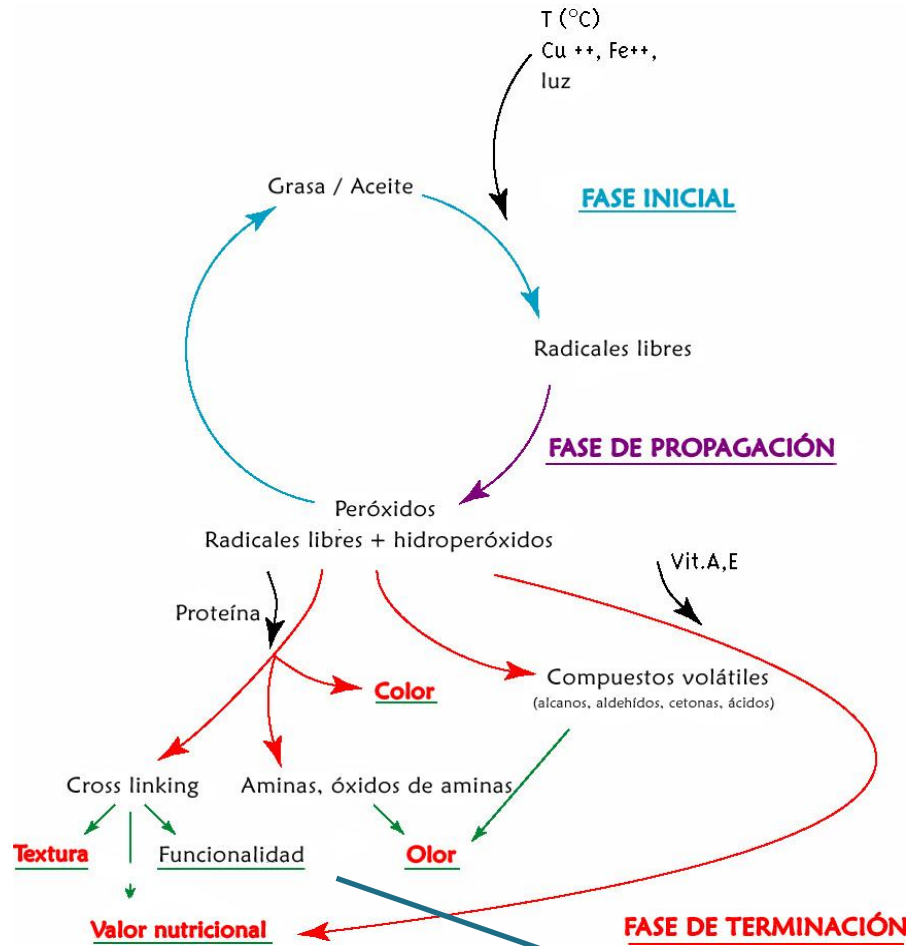 T (°C)
Cu ++, Fe++,
luz
Grasa / Aceite
FASE INICIAL
Radicales libres
FASE DE PROPAGACIÓN
Peróxidos
Radicales libres + hidroperóxidos
Vit.A,E
Proteína
Compuestos volátiles
(alcanos, aldehídos, cetonas, ácidos)
Color
Cross linking
Aminas, óxidos de aminas
Textura
Funcionalidad
Olor
Valor nutricional
FASE DE TERMINACIÓN